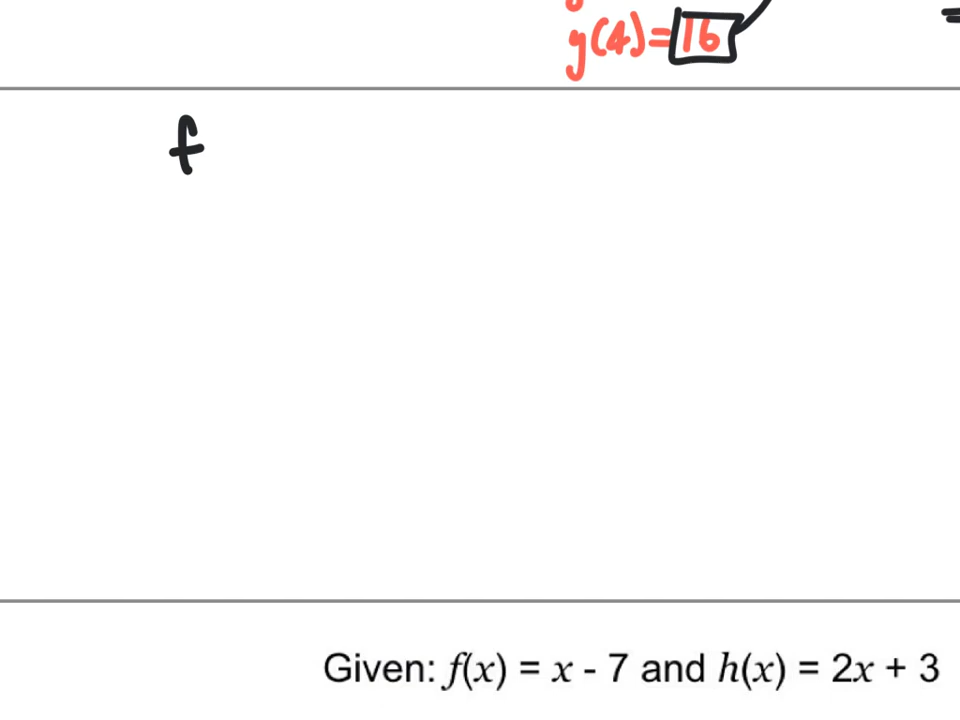 g(4)=16
f
Given: f(x) = x - 7 and h(x) = 2x + 3